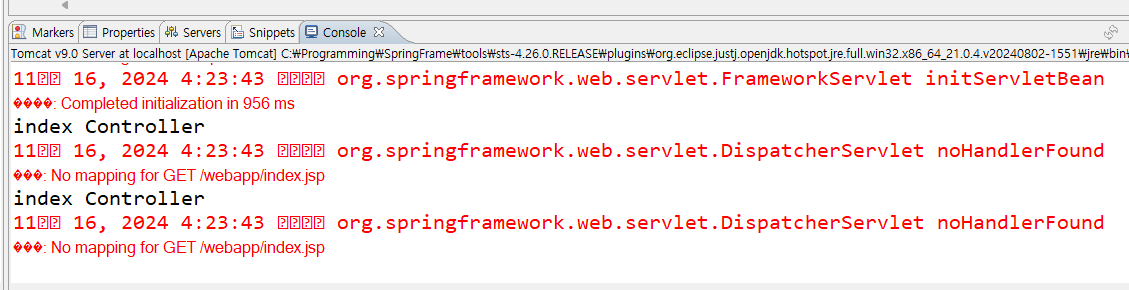 Markers Properties Servers Snippets Console
Tomcat v9.0 Server at localhost [Apache Tomcat] C:₩Programming₩SpringFrame₩tools₩sts-4.26.0.RELEASE₩plugins₩org.eclipse.justj.openjdk.hotspot.jre.full.win32.x86_64_21.0.4.v20240802-1551₩jre₩bin₩
11�� 16, 2024 4:23:43 ���� org.springframework.web.servlet.FrameworkServlet initServletBean
����: Completed initialization in 956 ms
index Controller
11�� 16, 2024 4:23:43 ���� org.springframework.web.servlet.DispatcherServlet noHandlerFound
���: No mapping for GET /webapp/index.jsp
index Controller
11�� 16, 2024 4:23:43 ���� org.springframework.web.servlet.DispatcherServlet noHandlerFound
���: No mapping for GET /webapp/index.jsp